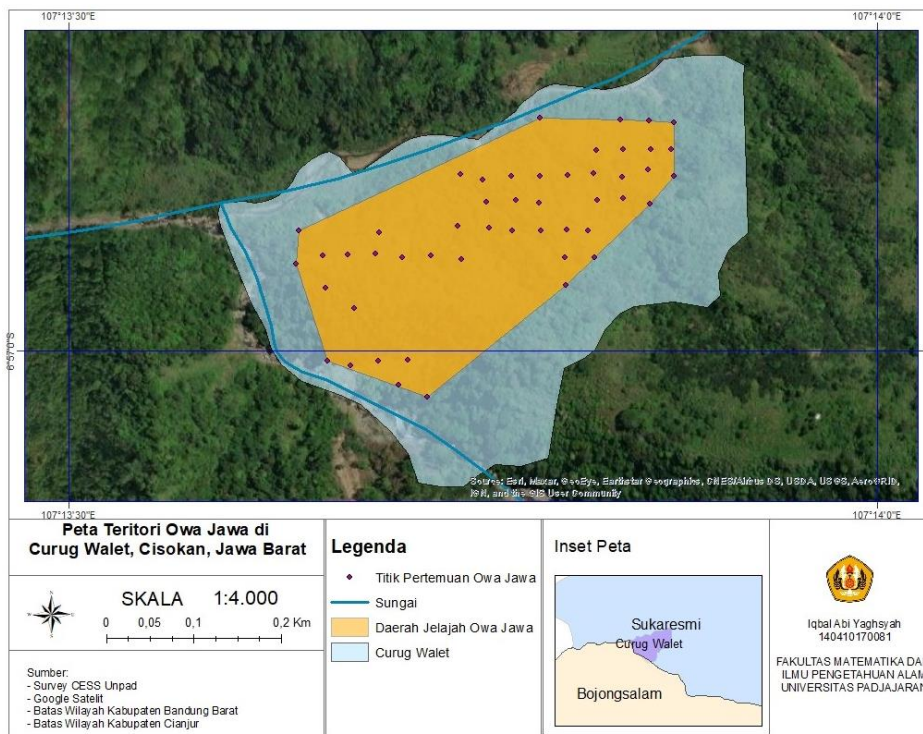 107°13'30"E
107°14'0"E
6°57'0"S
Source: Esri, Maxar, GeoEye, Earthstar Geographics, CNES/Airbus DS, USDA, USGS, AeroGRID,
IGN, and the GIS User Community
107°13'30"E
107°14'0"E
Peta Teritori Owa Jawa di
Curug Walet, Cisokan, Jawa Barat
SKALA 1:4.000
0 0,05 0,1 0,2 Km
Sumber:
- Survey CESS Unpad
- Google Satelit
- Batas Wilayah Kabupaten Bandung Barat
- Batas Wilayah Kabupaten Cianjur
Legenda
Titik Pertemuan Owa Jawa
Sungai
Daerah Jelajah Owa Jawa
Curug Walet
Inset Peta
Sukaresmi
Curug Walet
Bojongsalam
Iqbal Abi Yaghsyah
140410170081
FAKULTAS MATEMATIKA DA
ILMU PENGETAHUAN ALAM
UNIVERSITAS PADJAJARAN